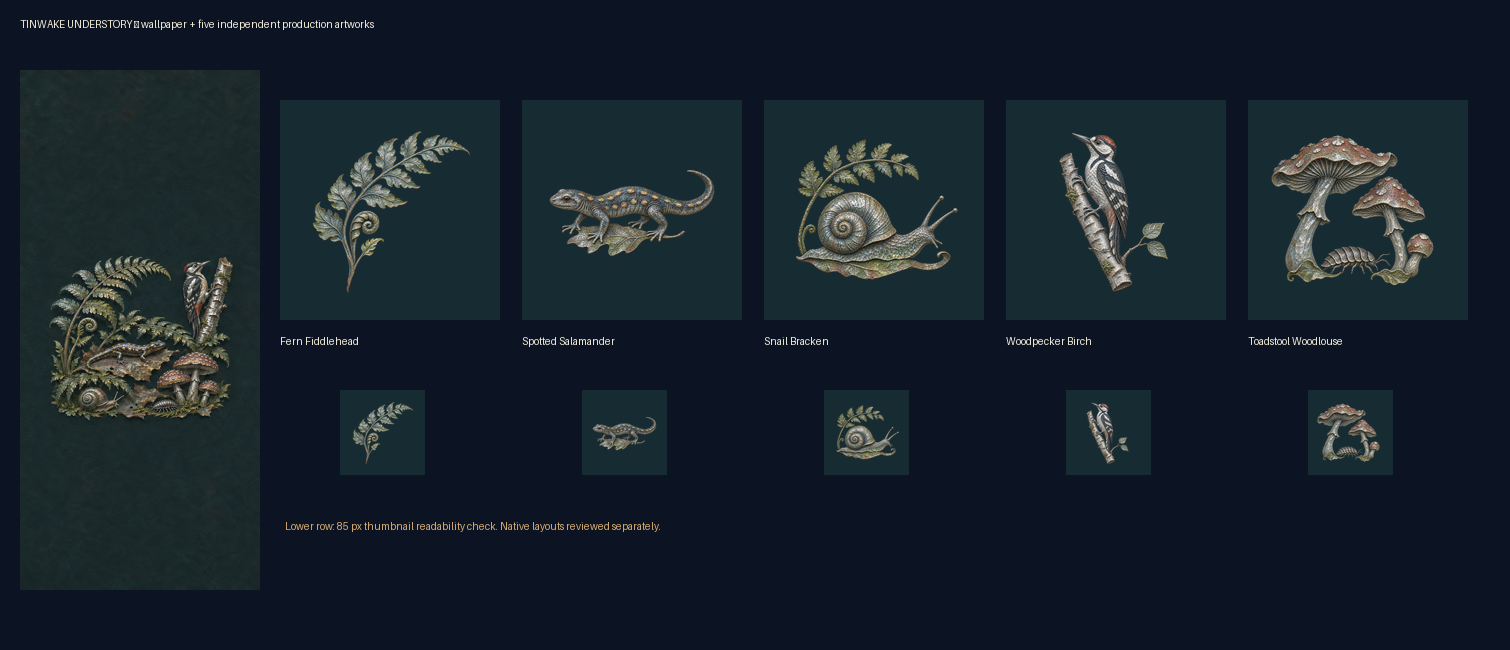 TINWAKE UNDERSTORY☒wallpaper + five independent production artworks
Fern Fiddlehead
Spotted Salamander
Snail Bracken
Woodpecker Birch
Toadstool Woodlouse
Lower row: 85 px thumbnail readability check. Native layouts reviewed separately.